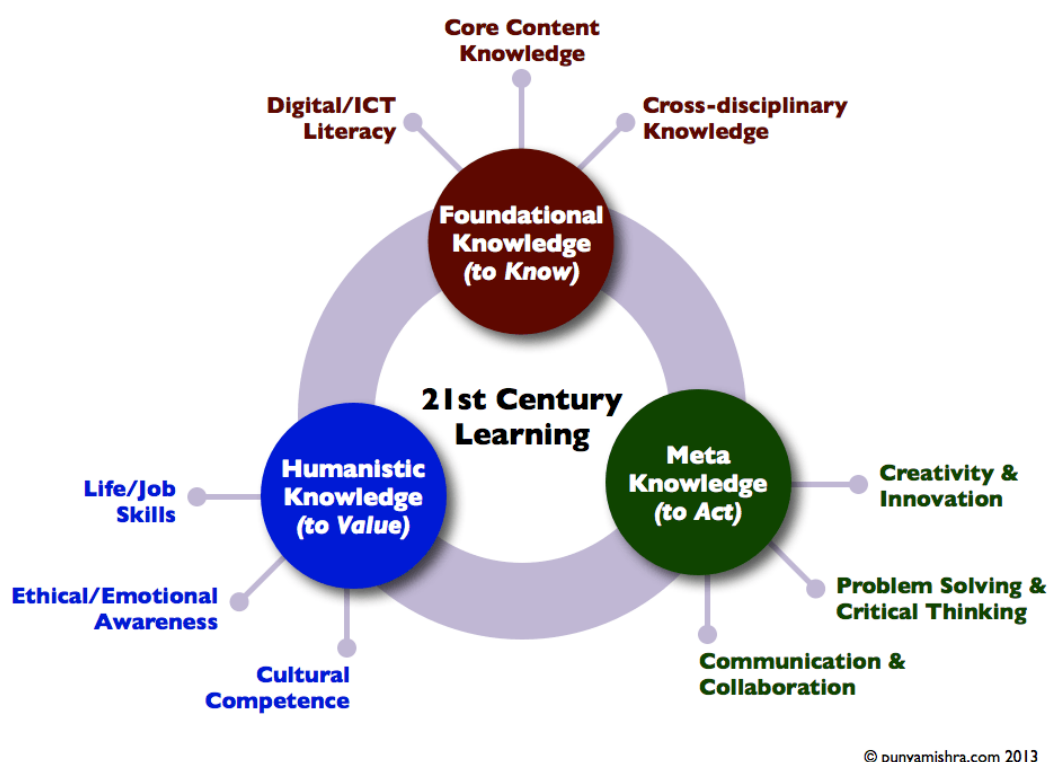 Core Content
Knowledge
Digital/ICT
Literacy
Cross-disciplinary
Knowledge
Foundational
Knowledge
(to Know)
21st Century
Learning
Humanistic
Knowledge
(to Value)
Meta
Knowledge
(to Act)
Life/Job
Skills
Ethical/Emotional
Awareness
Cultural
Competence
Creativity &
Innovation
Problem Solving &
Critical Thinking
Communication &
Collaboration
© punyamishra.com 2013